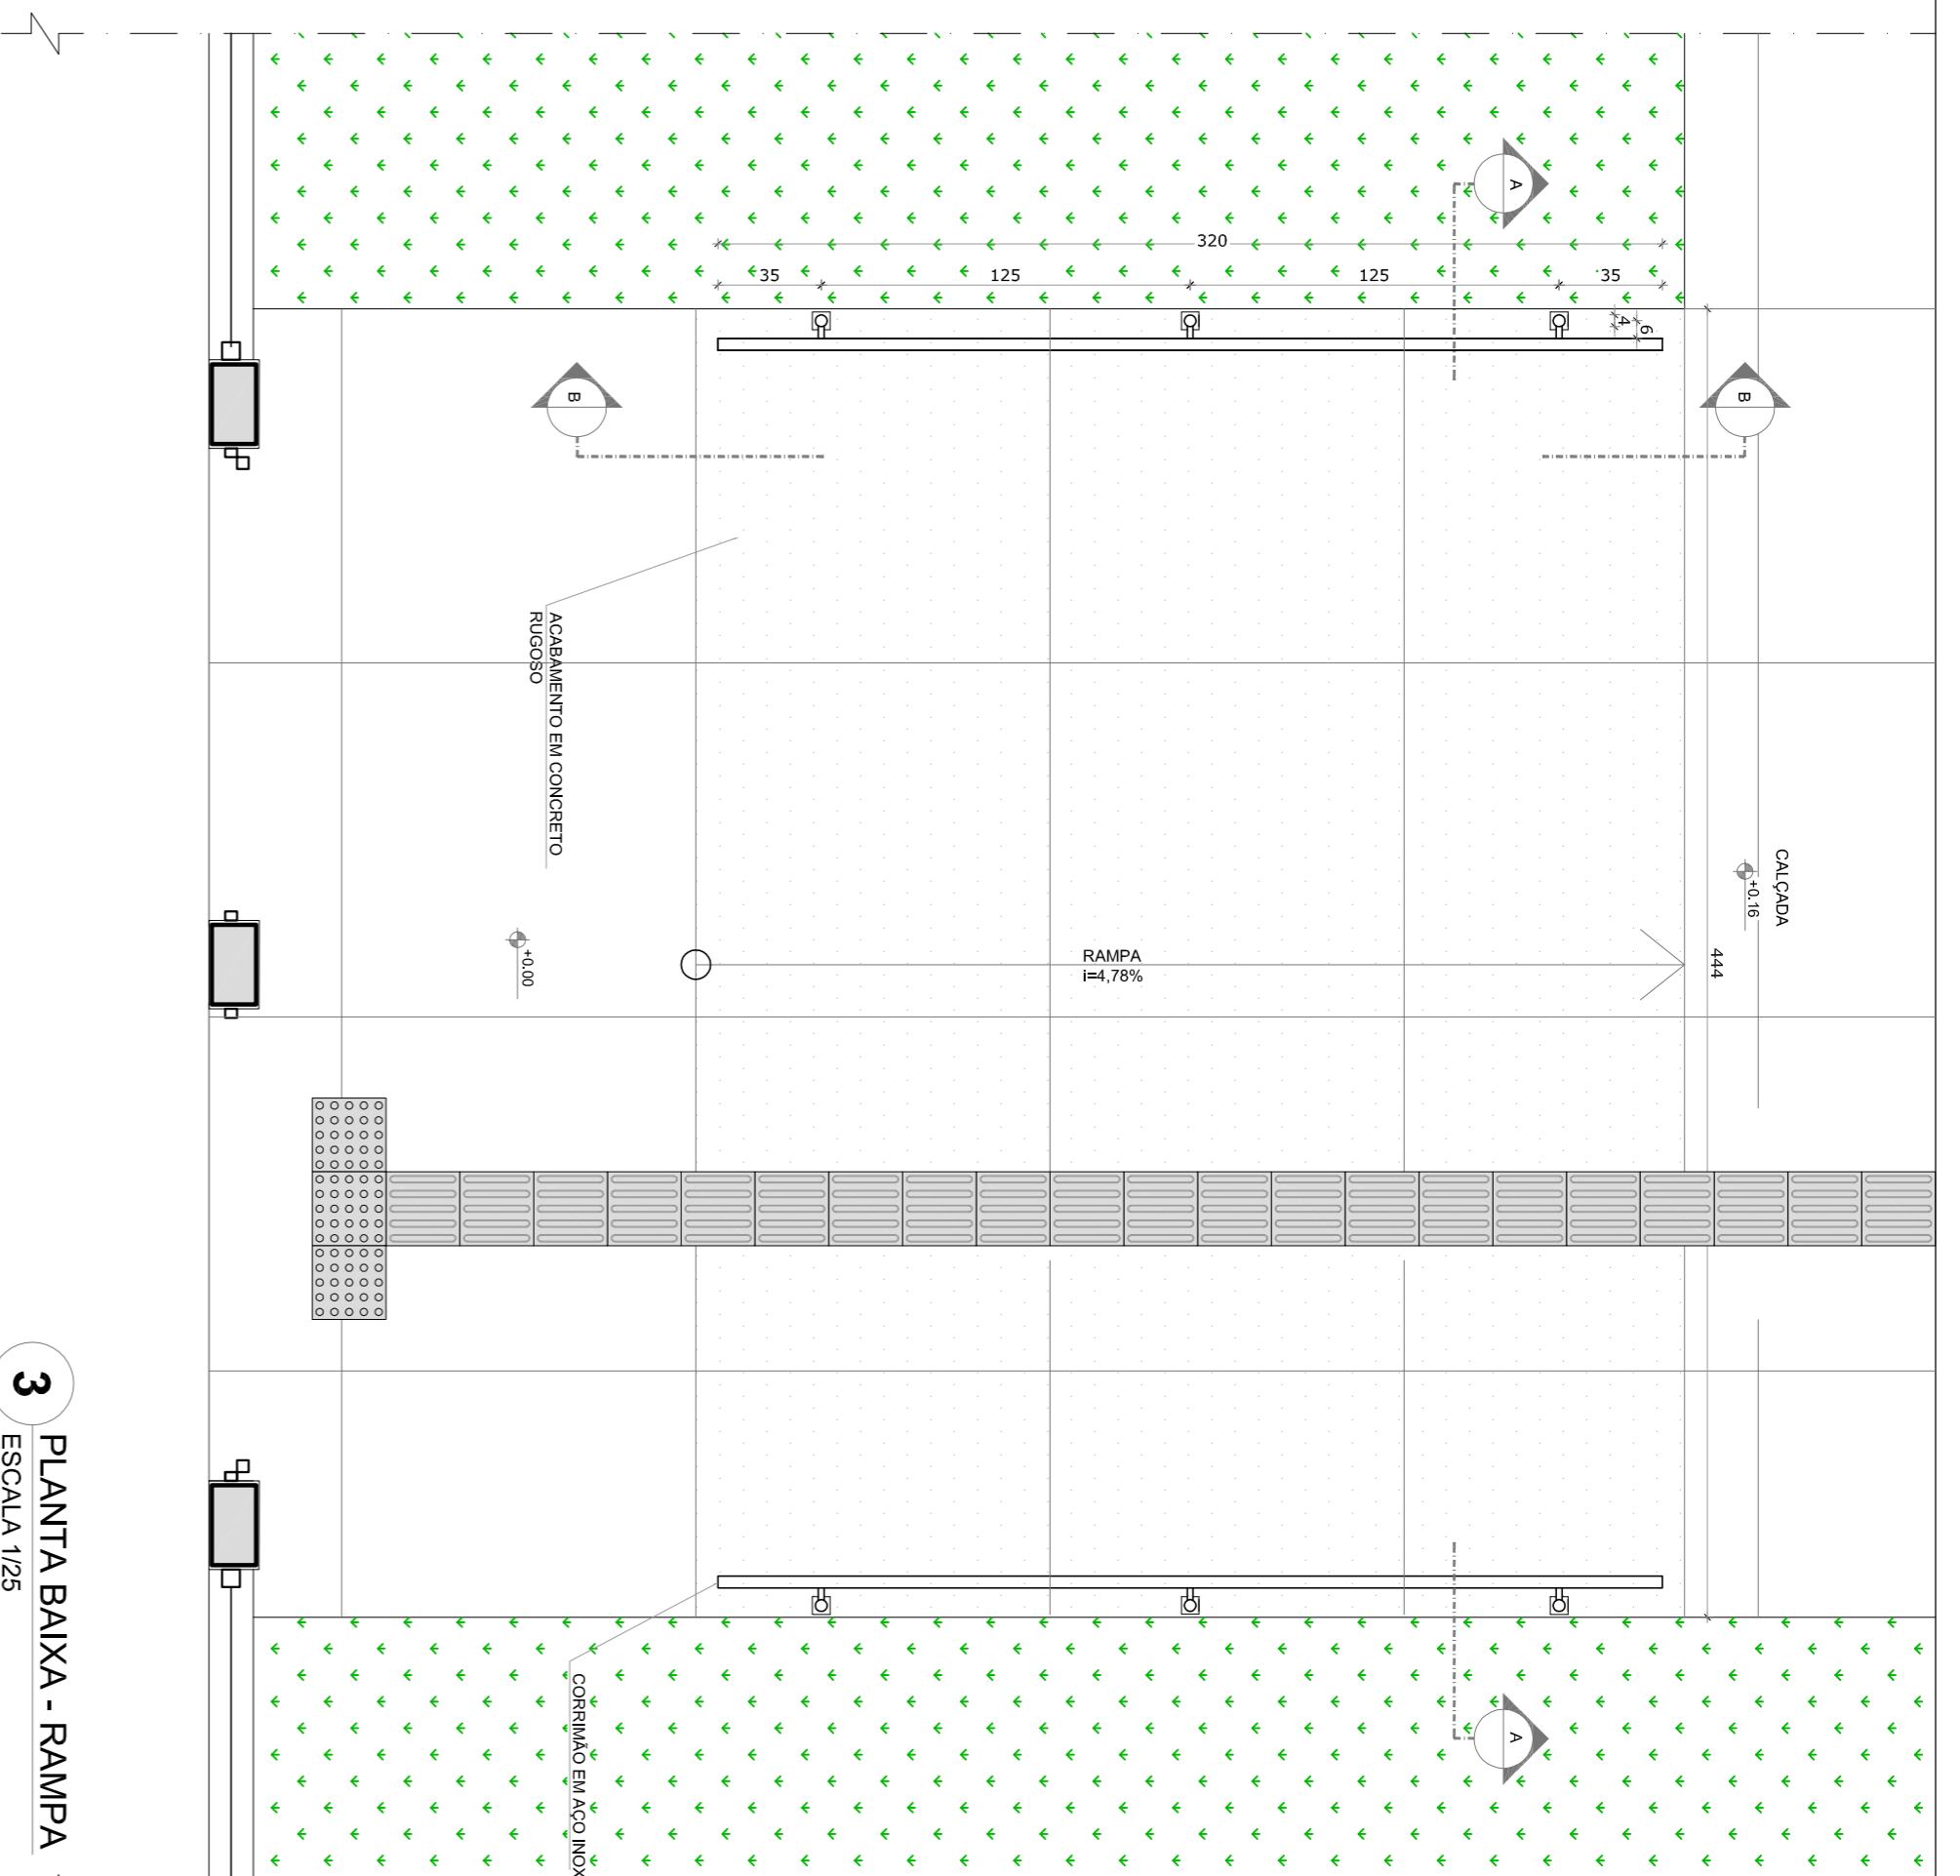 A
320
35
125
125
35
4
6
B
B
ACABAMENTO EM CONCRETO
RUGOSO
CALÇADA
+0.16
+0.00
RAMPA
i=4,78%
444
CORRIMÃO EM AÇO INOX
A
3
PLANTA BAIXA - RAMPA
ESCALA 1/25